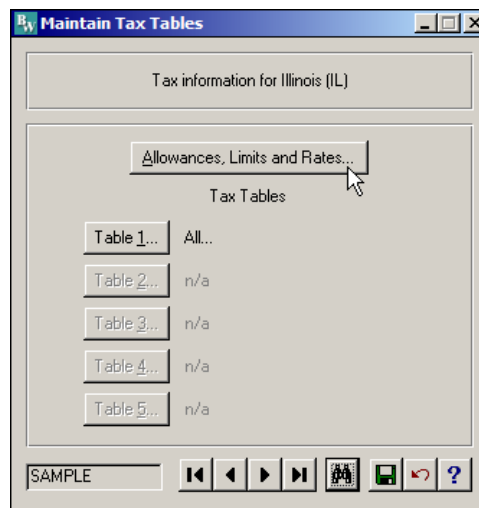 BW Maintain Tax Tables
Tax information for Illinois (IL)
Allowances, Limits and Rates...
Tax Tables
Table 1... All...
Table 2... n/a
Table 3... n/a
Table 4... n/a
Table 5... n/a
SAMPLE ?